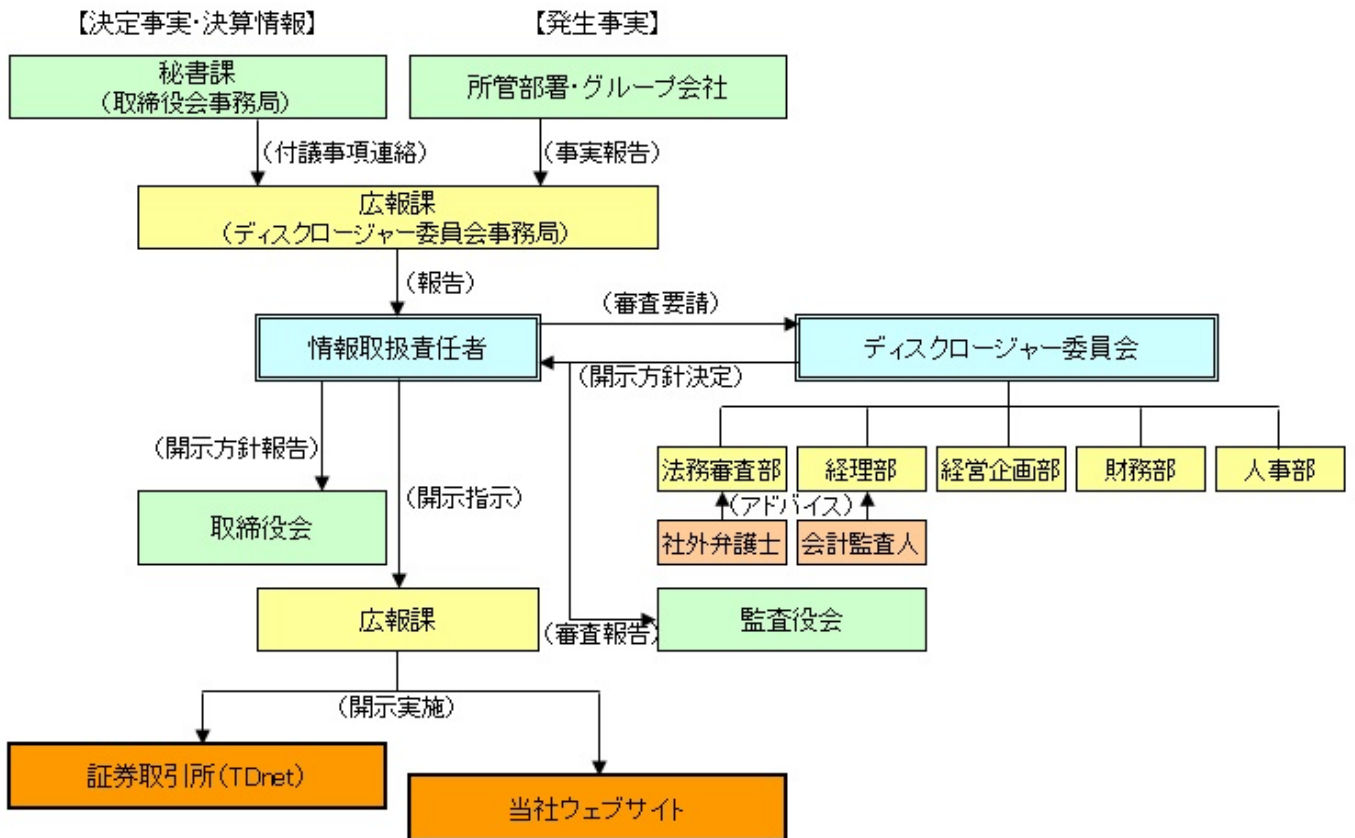 【決定事実・決算情報】
【発生事実】
秘書課
(取締役会事務局)
所管部署・グループ会社
(付議事項連絡)
(事実報告)
広報課
(ディスクロージャー委員会事務局)
(報告)
(審査要請)
情報取扱責任者
ディスクロージャー委員会
(開示方針決定)
(開示方針報告)
法務審査部
経理部
経営企画部
財務部
人事部
(開示指示)
(アドバイス)
取締役会
社外弁護士
会計監査人
広報課
(審査報告)
監査役会
(開示実施)
証券取引所(TDnet)
当社ウェブサイト